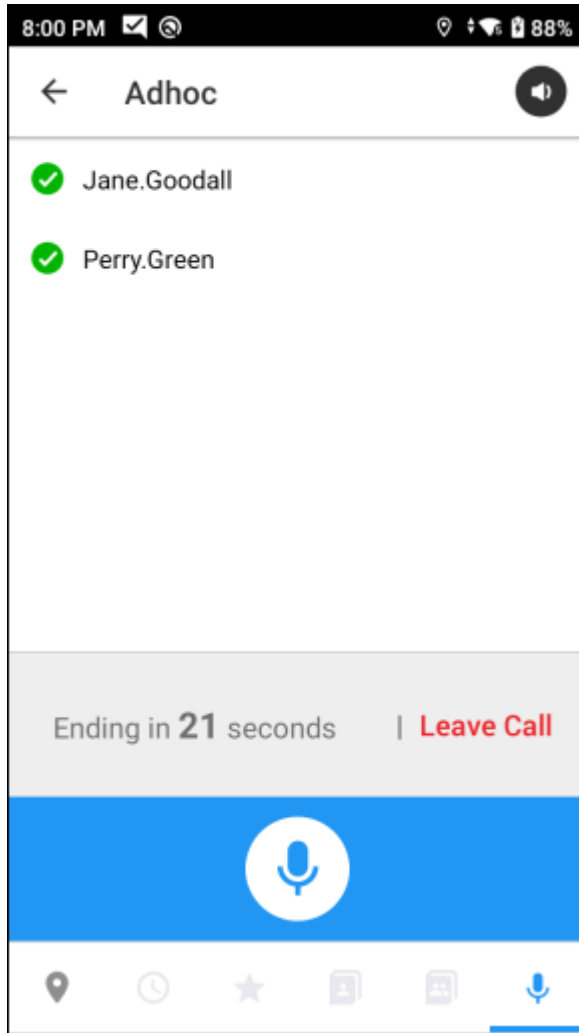 8:00 PM 88%
Adhoc
Jane.Goodall
Perry.Green
Ending in 21 seconds | Leave Call